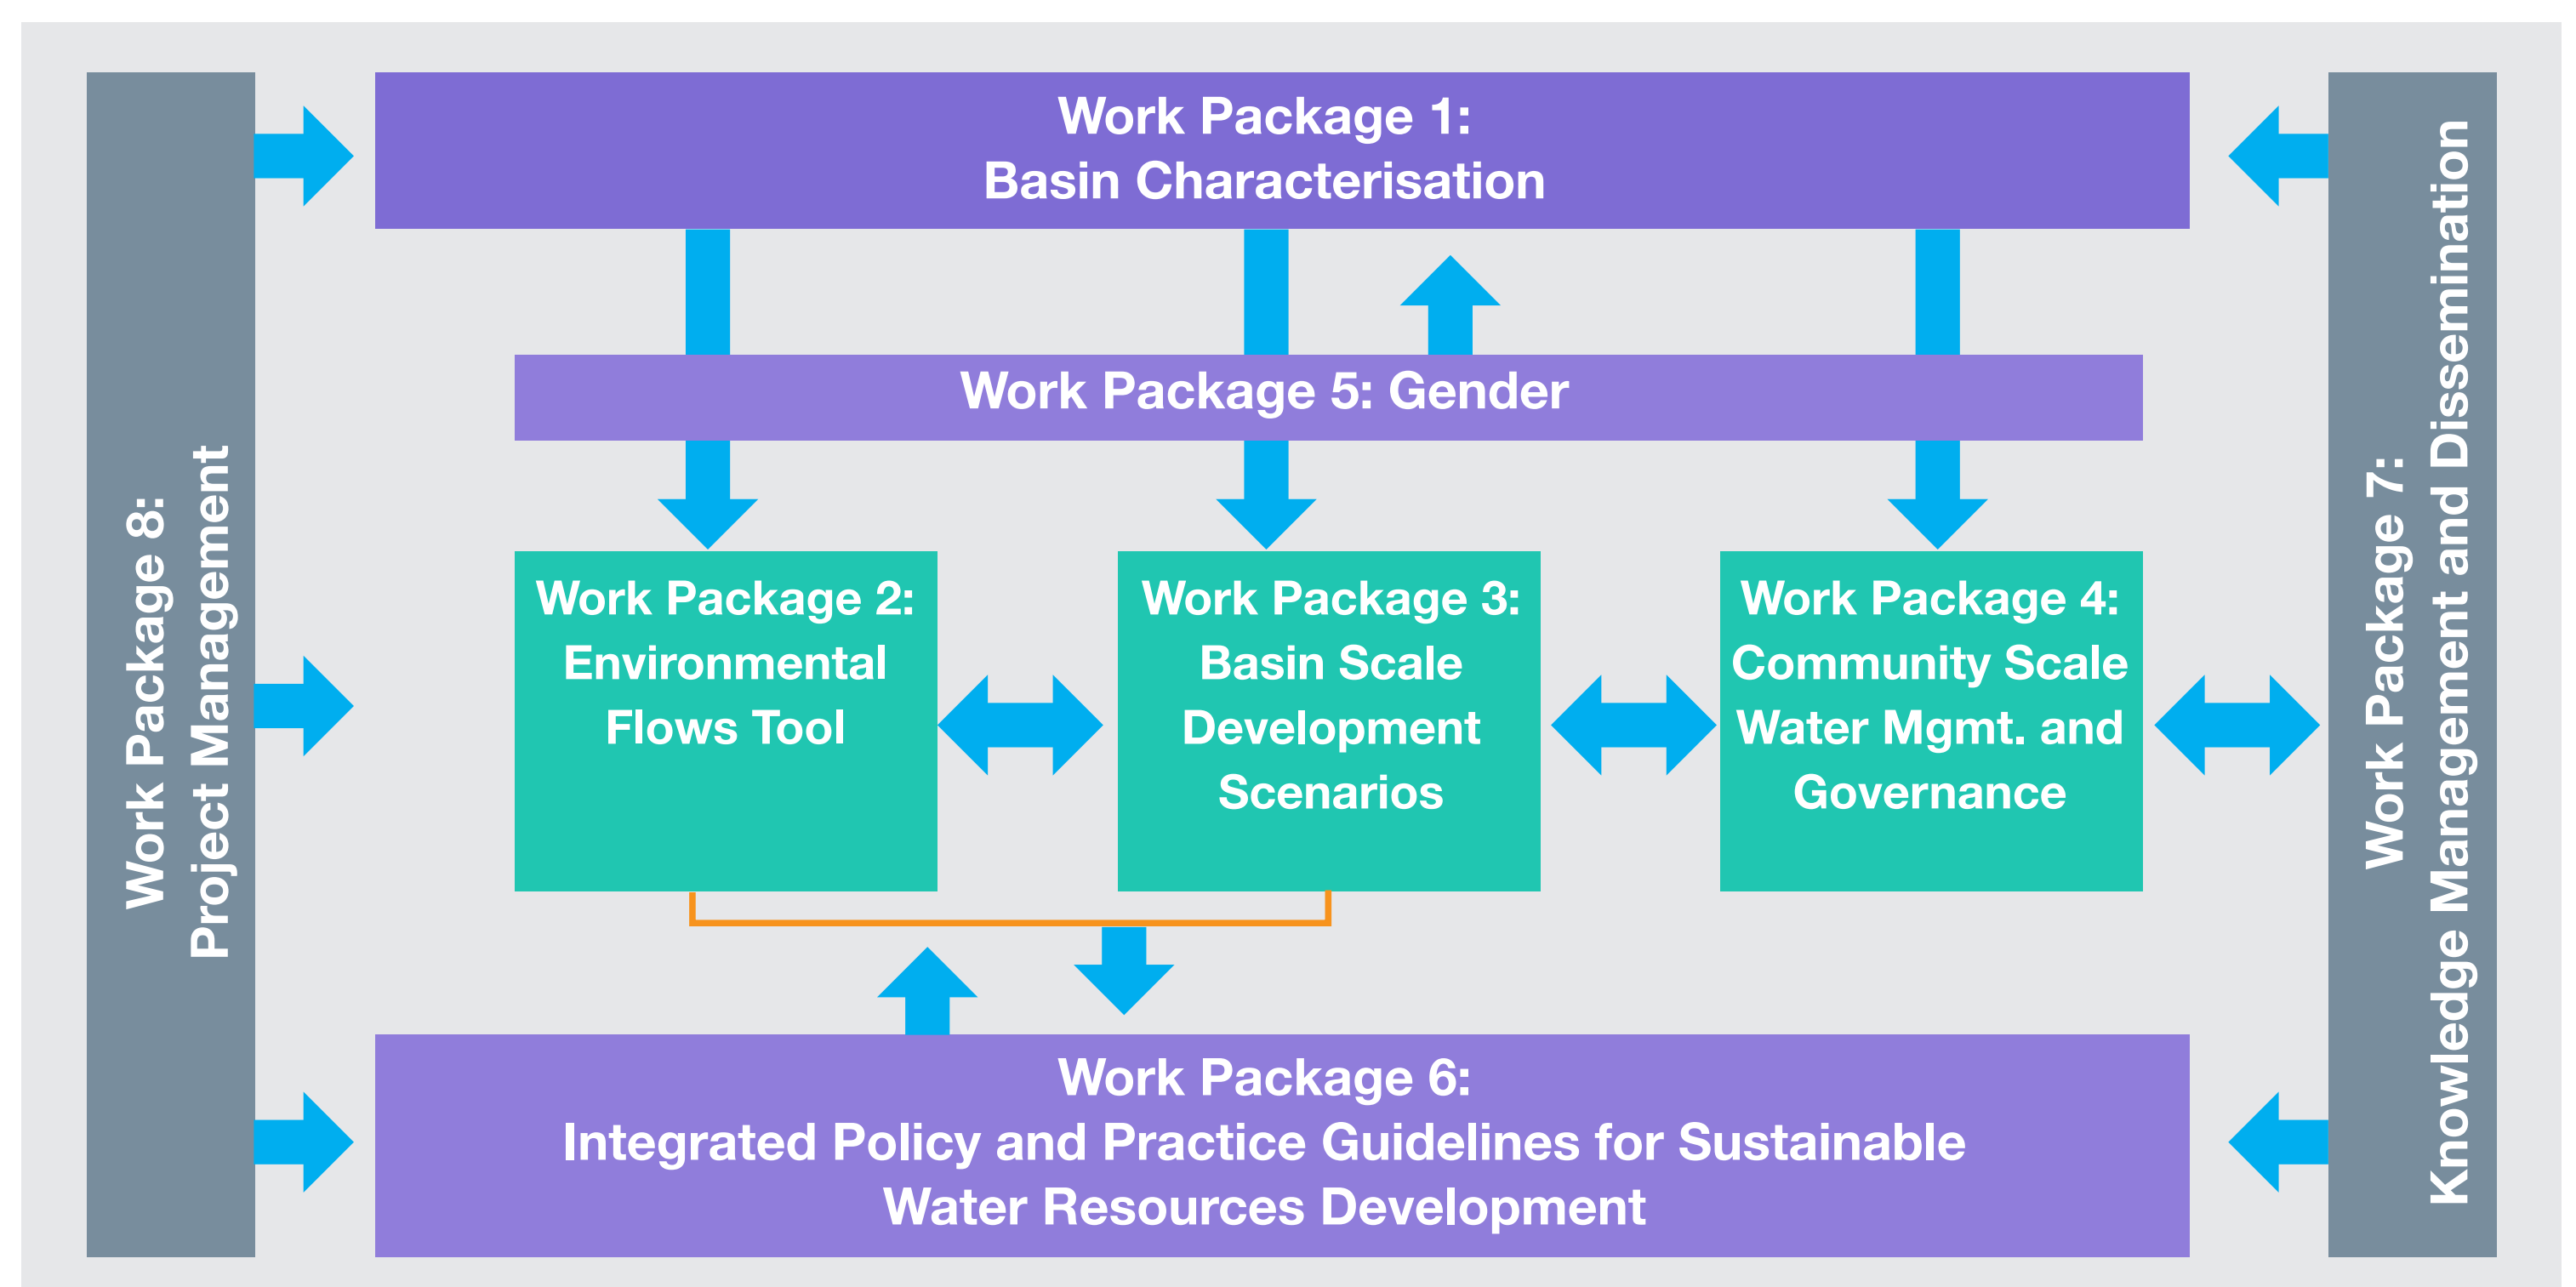 Work Package 1:
Basin Characterisation
Work Package 5: Gender
Work Package 8:
Project Management
Work Package 2:
Environmental
Flows Tool
Work Package 3:
Basin Scale
Development
Scenarios
Work Package 4:
Community Scale
Water Mgmt. and
Governance
Work Package 7:
Knowledge Management and Dissemination
Work Package 6:
Integrated Policy and Practice Guidelines for Sustainable
Water Resources Development